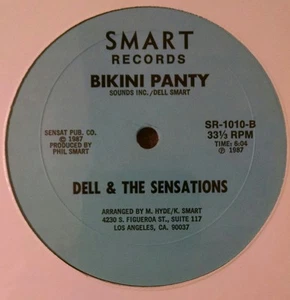 SMART
RECORDS
BIKINI PANTY
SOUNDS INC./DELL SMART
SENSAT PUB. CO.
© 1987
PRODUCED BY
PHIL SMART
SR-1010-B
33⅓ RPM
TIME: 6:04
℗ 1987
DELL & THE SENSATIONS
ARRANGED BY M. HYDE/K. SMART
4230 S. FIGUEROA ST., SUITE 117
LOS ANGELES, CA. 90037